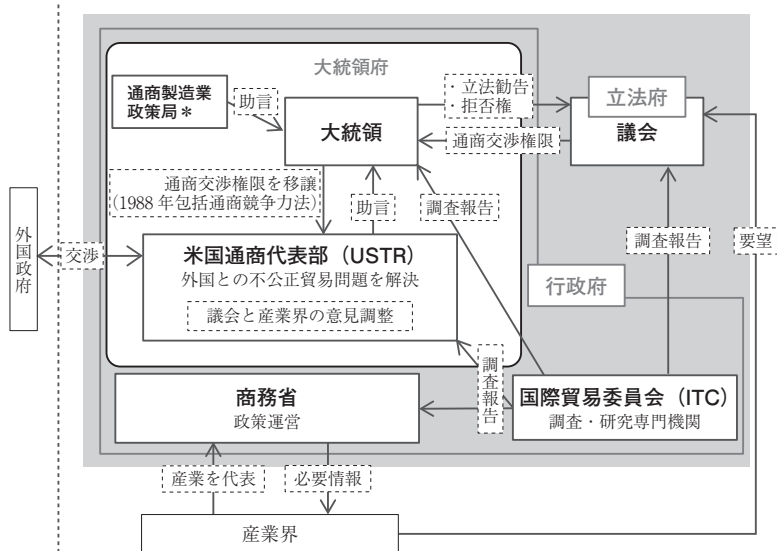 大統領府
通商製造業
政策局*
助言
・立法勧告
・拒否権
立法府
大統領
議会
通商交渉権限
通商交渉権限を移譲
(1988年包括通商競争力法)
助言
調査報告
調査報告
要望
外国政府
交渉
米国通商代表部(USTR)
外国との不公正貿易問題を解決
議会と産業界の意見調整
行政府
調査報告
商務省
政策運営
国際貿易委員会(ITC)
調査・研究専門機関
産業を代表
必要情報
産業界